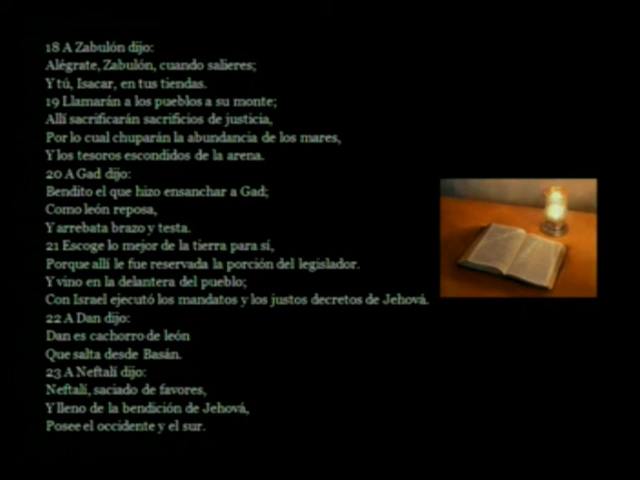 18 A Zabulón dijo:
Alégrate, Zabulón, cuando salieres;
Y tú, Isacar, en tus tiendas.
19 Llamarán a los pueblos a su monte;
Allí sacrificarán sacrificios de justicia,
Por lo cual chuparán la abundancia de los mares,
Y los tesoros escondidos de la arena.
20 A Gad dijo:
Bendito el que hizo ensanchar a Gad;
Como león reposa,
Y arrebata brazo y testa.
21 Escoge lo mejor de la tierra para sí,
Porque allí le fue reservada la porción del legislador.
Y vino en la delantera del pueblo;
Con Israel ejecutó los mandatos y los justos decretos de Jehová.
22 A Dan dijo:
Dan es cachorro de león
Que salta desde Basán.
23 A Neftalí dijo:
Neftalí, saciado de favores,
Y lleno de la bendición de Jehová,
Posee el occidente y el sur.